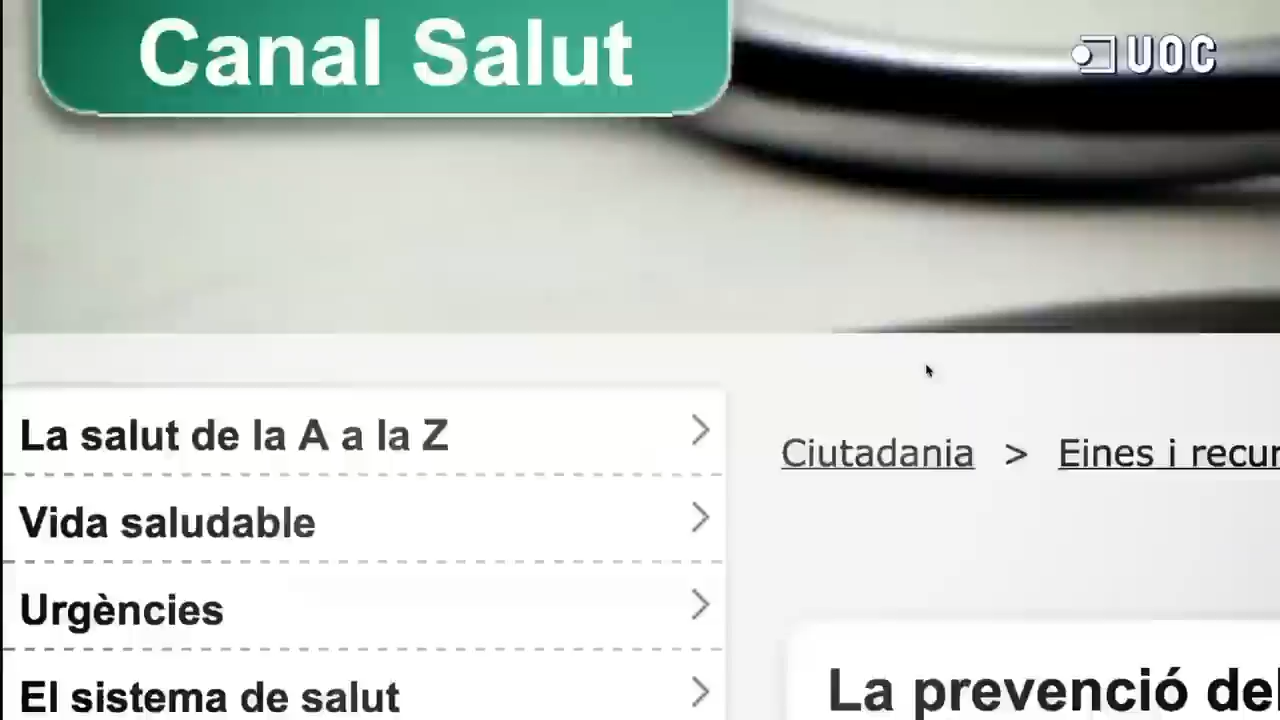 Canal Salut
UOC
La salut de la A a la Z
Vida saludable
Urgències
El sistema de salut
Ciutadania > Eines i recur
La prevenció del